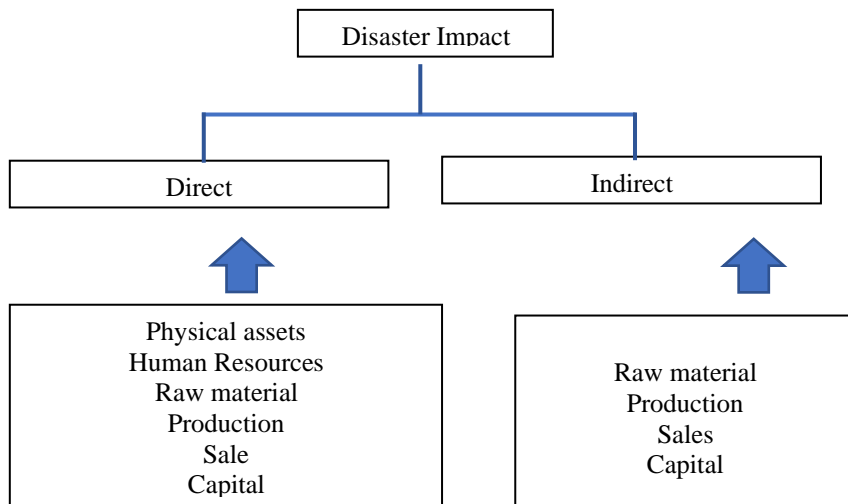 Disaster Impact
Direct
Indirect
Physical assets
Human Resources
Raw material
Production
Sale
Capital
Raw material
Production
Sales
Capital